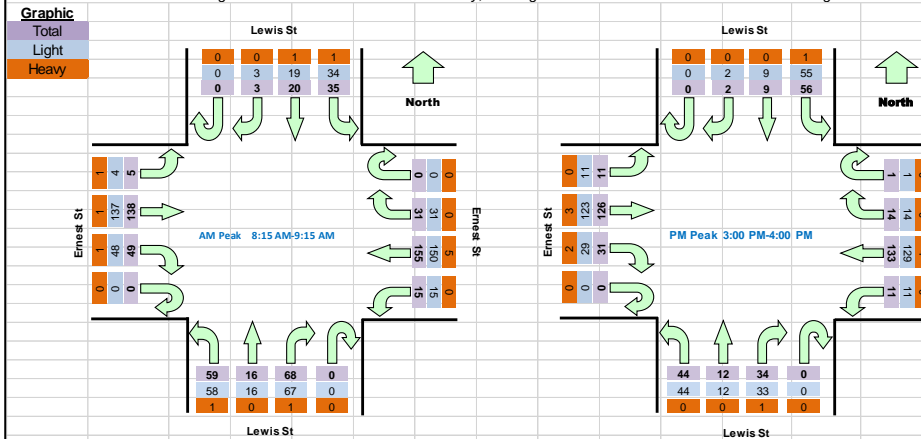 Graphic
Total
Light
Heavy
Lewis St
0 0 1 1
0 3 19 34
0 3 20 35
North
Ernest St
1 4 5
1 137 138
1 48 49
0 0 0
AM Peak 8:15 AM-9:15 AM
0 0 0
31 31 0
155 150 5
15 15 0
Ernest St
59 16 68 0
58 16 67 0
1 0 1 0
Lewis St
Lewis St
0 0 0 1
0 2 9 55
0 2 9 56
North
Ernest St
0 11 11
3 123 126
2 29 31
0 0 0
PM Peak 3:00 PM-4:00 PM
1 1
14 14
133 129
11 11
44 12 34 0
44 12 33 0
0 0 1 0
Lewis St